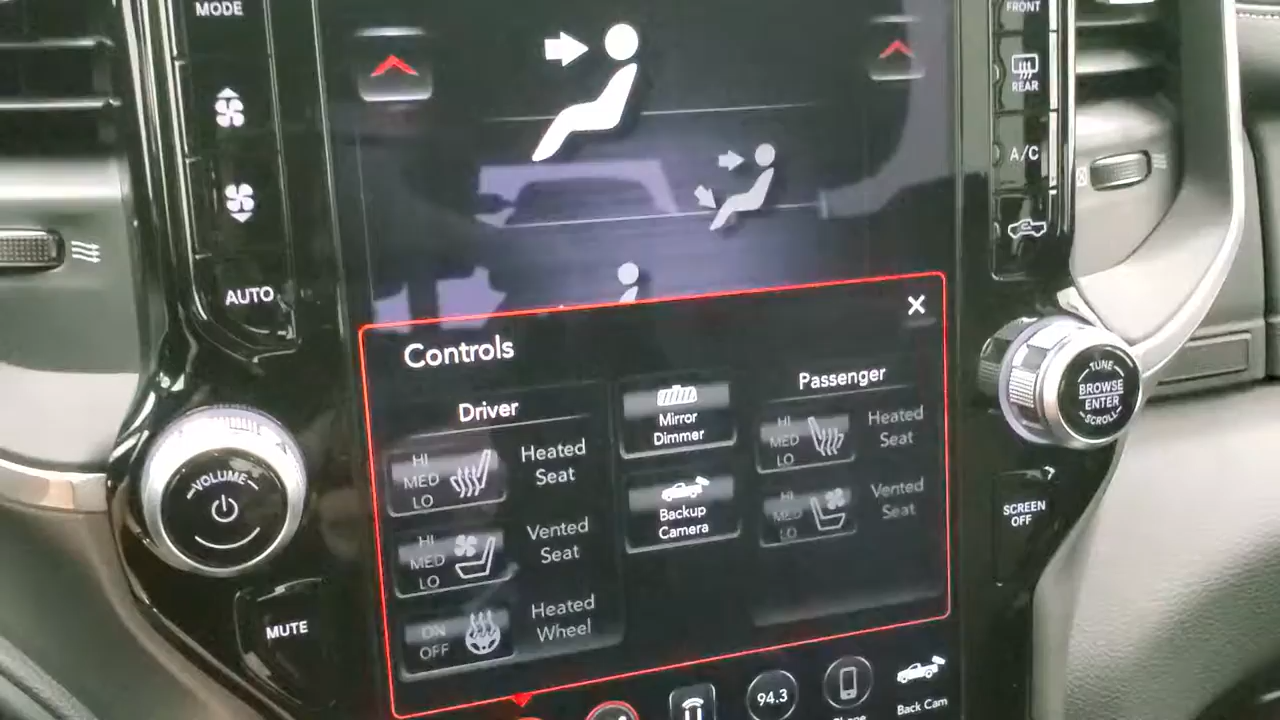 MODE
AUTO
VOLUME
MUTE
FRONT
REAR
A/C
TUNE
BROWSE
ENTER
SCROLL
SCREEN
OFF
Controls
Driver
HI
MED
LO
Heated
Seat
HI
MED
LO
Vented
Seat
ON
OFF
Heated
Wheel
Mirror
Dimmer
Backup
Camera
Passenger
HI
MED
LO
Heated
Seat
HI
MED
LO
Vented
Seat
94.3
Back Cam